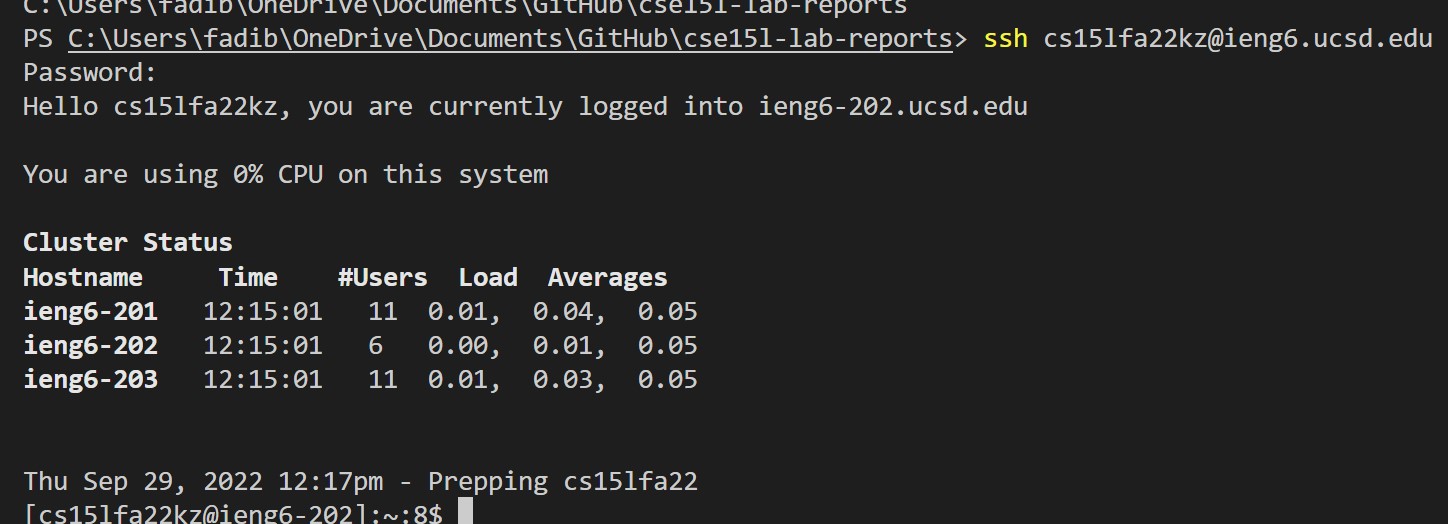 C:\Users\fadib\OneDrive\Documents\GitHub\cse15l-lab-reports
PS C:\Users\fadib\OneDrive\Documents\GitHub\cse15l-lab-reports> ssh cs15lfa22kz@ieng6.ucsd.edu
Password:
Hello cs15lfa22kz, you are currently logged into ieng6-202.ucsd.edu
You are using 0% CPU on this system
Cluster Status
Hostname Time #Users Load Averages
ieng6-201 12:15:01 11 0.01, 0.04, 0.05
ieng6-202 12:15:01 6 0.00, 0.01, 0.05
ieng6-203 12:15:01 11 0.01, 0.03, 0.05
Thu Sep 29, 2022 12:17pm - Prepping cs15lfa22
[cs15lfa22kz@ieng6-202]:~:8$